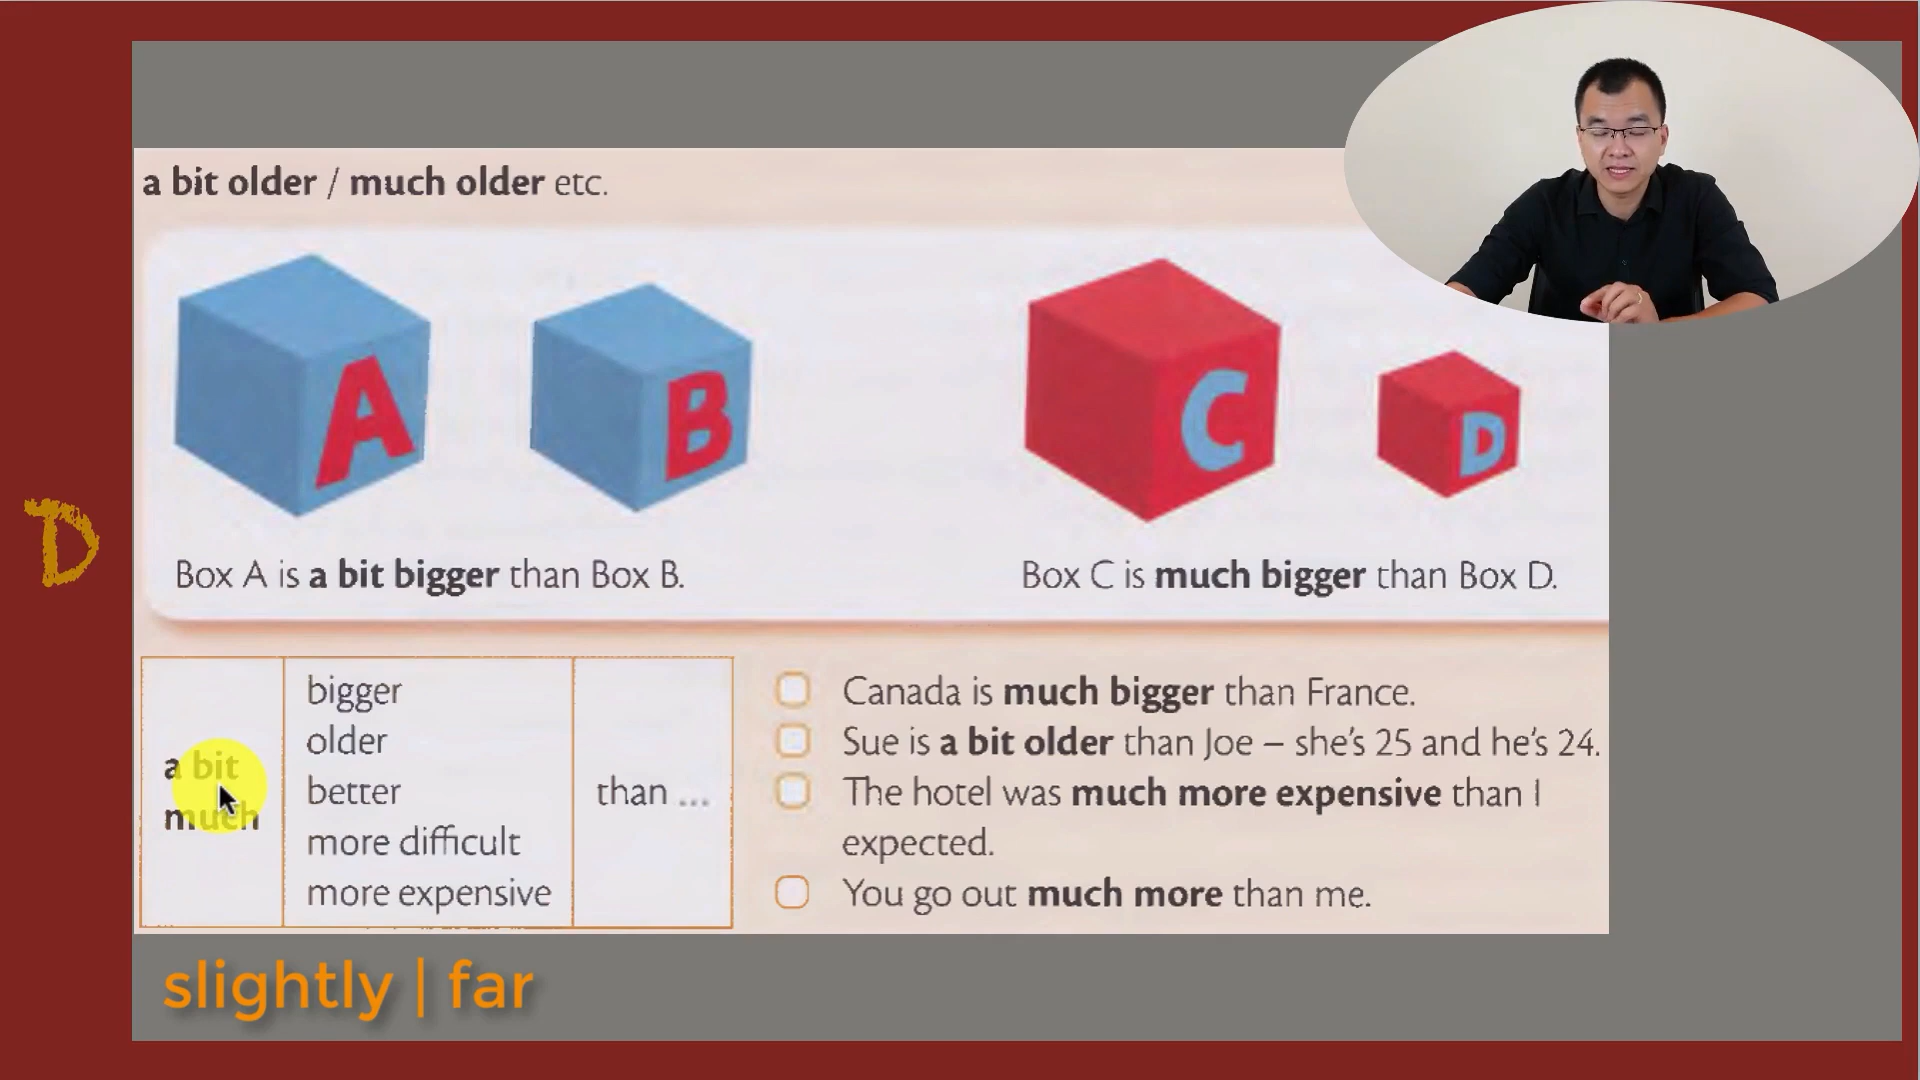 a bit older / much older etc.
A
B
C
D
D
Box A is a bit bigger than Box B.
Box C is much bigger than Box D.
a bit
much
bigger
older
better
more difficult
more expensive
than ...
Canada is much bigger than France.
Sue is a bit older than Joe – she's 25 and he's 24.
The hotel was much more expensive than I
expected.
You go out much more than me.
slightly | far